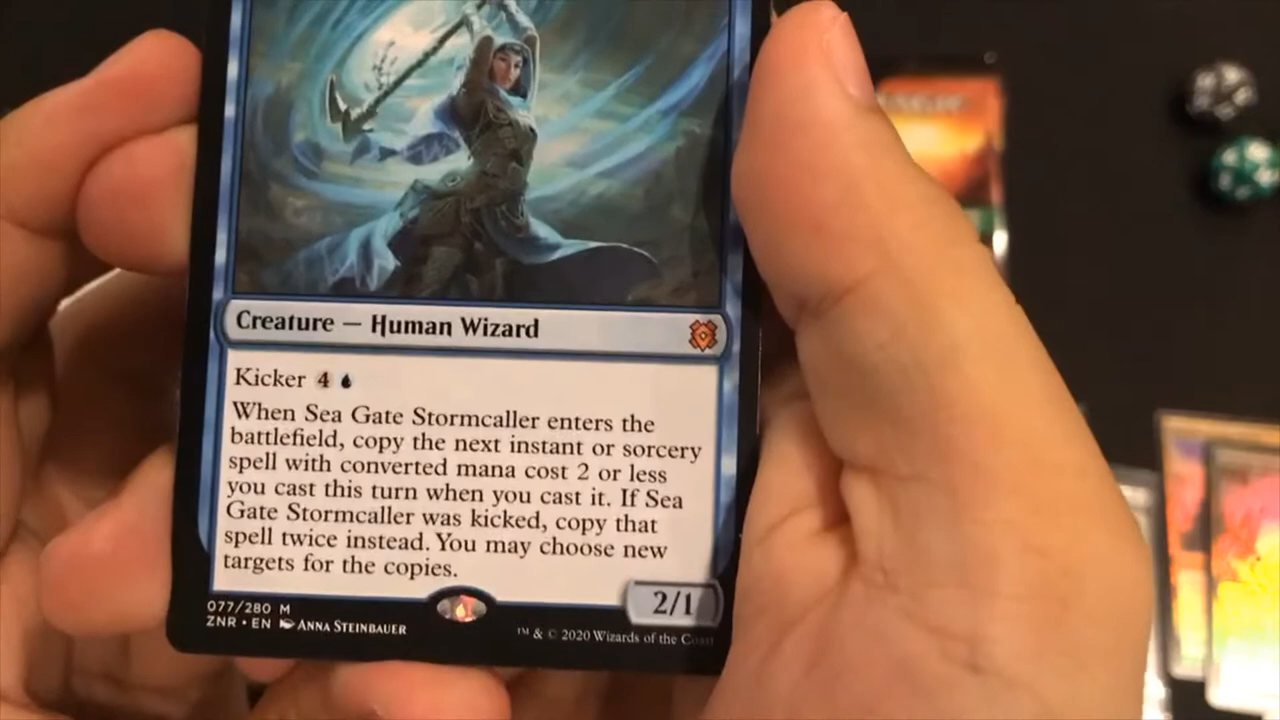 Creature — Human Wizard
Kicker 4
When Sea Gate Stormcaller enters the
battlefield, copy the next instant or sorcery
spell with converted mana cost 2 or less
you cast this turn when you cast it. If Sea
Gate Stormcaller was kicked, copy that
spell twice instead. You may choose new
targets for the copies.
2/1
077/280 M
ZNR • EN Anna Steinbauer
™ & © 2020 Wizards of the Coast